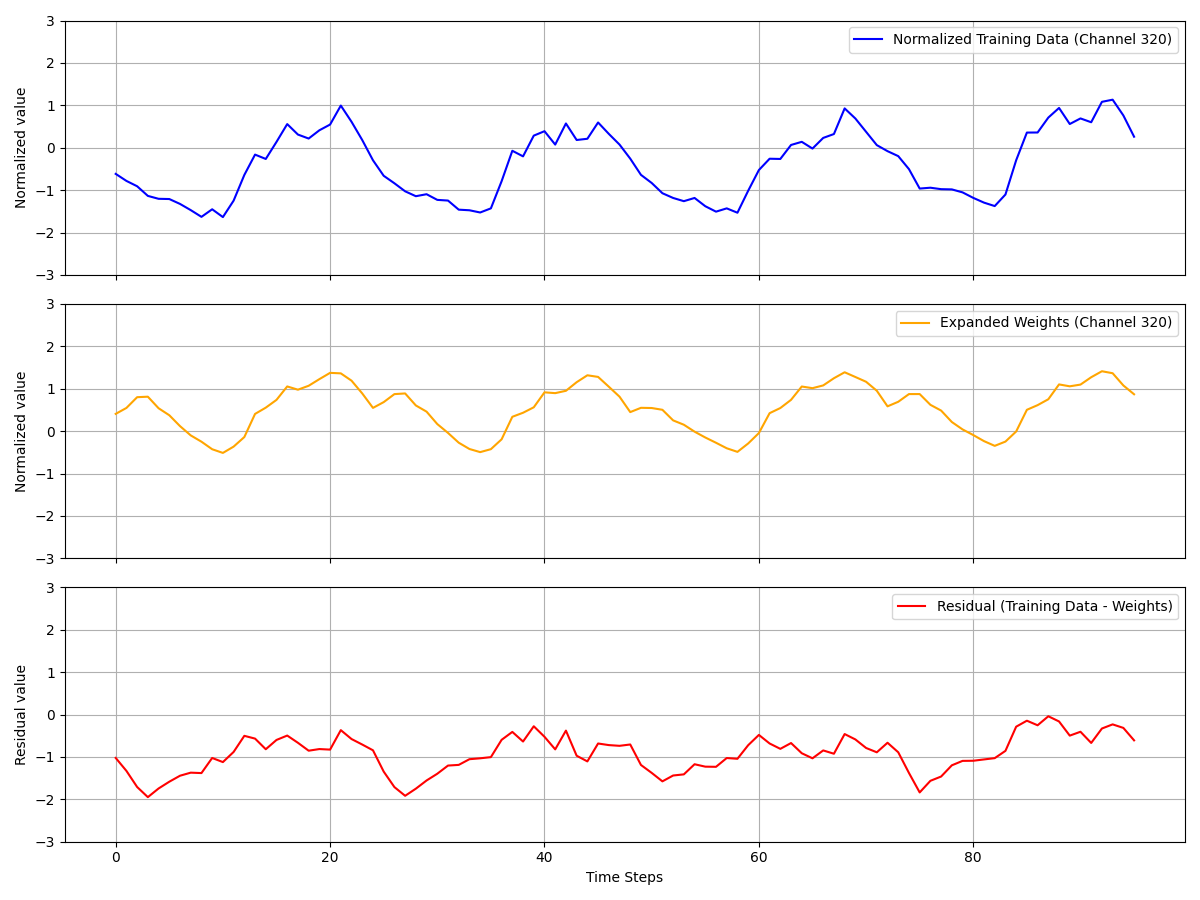 3
2
1
0
−1
−2
−3
Normalized value
Normalized Training Data (Channel 320)
3
2
1
0
−1
−2
−3
Normalized value
Expanded Weights (Channel 320)
3
2
1
0
−1
−2
−3
Residual value
Residual (Training Data - Weights)
0 20 40 60 80
Time Steps